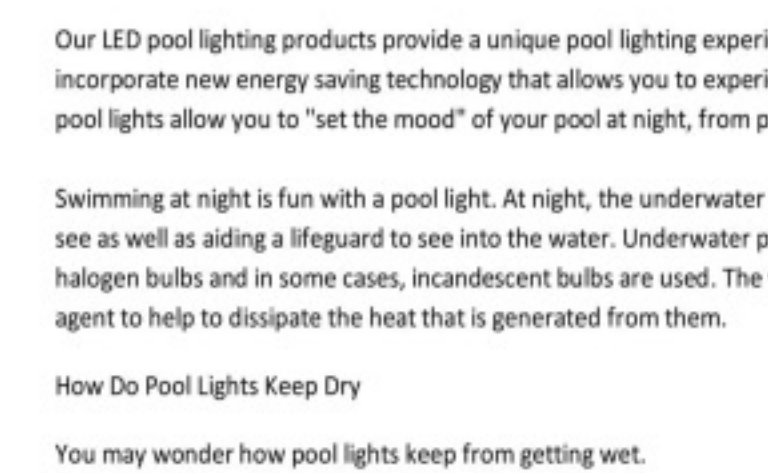 Our LED pool lighting products provide a unique pool lighting experi
incorporate new energy saving technology that allows you to experi
pool lights allow you to "set the mood" of your pool at night, from p
Swimming at night is fun with a pool light. At night, the underwater
see as well as aiding a lifeguard to see into the water. Underwater p
halogen bulbs and in some cases, incandescent bulbs are used. The
agent to help to dissipate the heat that is generated from them.
How Do Pool Lights Keep Dry
You may wonder how pool lights keep from getting wet.